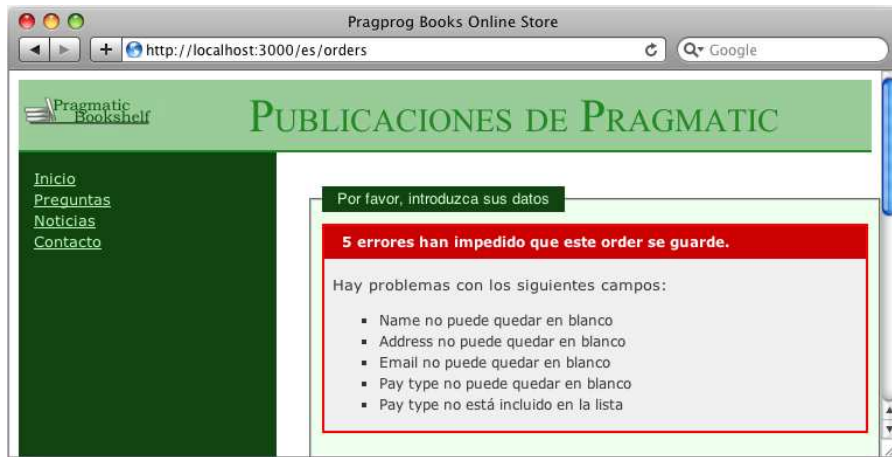 Pragprog Books Online Store
http://localhost:3000/es/orders
Google
Pragmatic
Bookshelf
PUBLICACIONES DE PRAGMATIC
Inicio
Preguntas
Noticias
Contacto
Por favor, introduzca sus datos
5 errores han impedido que este order se guarde.
Hay problemas con los siguientes campos:
Name no puede quedar en blanco
Address no puede quedar en blanco
Email no puede quedar en blanco
Pay type no puede quedar en blanco
Pay type no está incluido en la lista